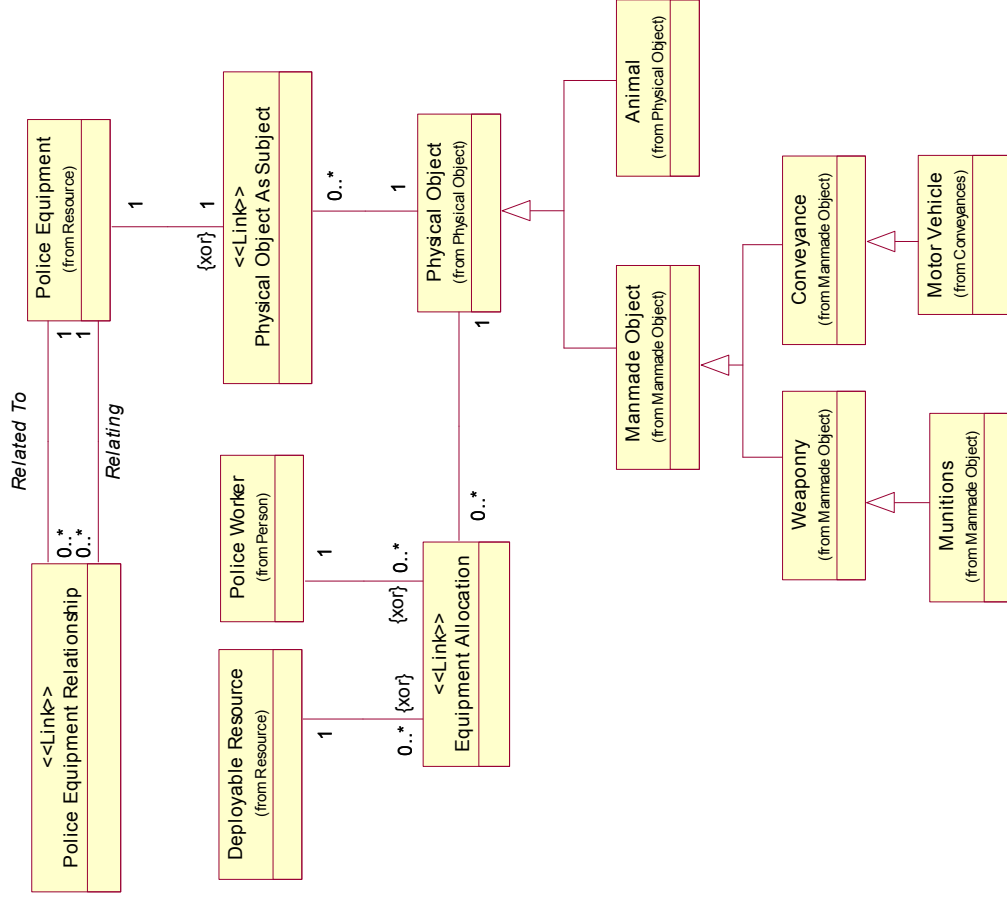 Related To
Relating
<<Link>>
Police Equipment Relationship
0..*
0..*
1
1
Police Equipment
(from Resource)
1
{xor}
1
<<Link>>
Physical Object As Subject
0..*
1
Deployable Resource
(from Resource)
1
0..*
{xor}
Police Worker
(from Person)
1
{xor}
0..*
<<Link>>
Equipment Allocation
0..*
1
Physical Object
(from Physical Object)
Manmade Object
(from Manmade Object)
Animal
(from Physical Object)
Weaponry
(from Manmade Object)
Conveyance
(from Manmade Object)
Munitions
(from Manmade Object)
Motor Vehicle
(from Conveyances)